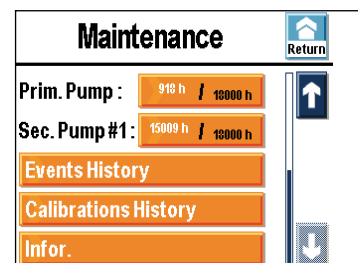 Maintenance
Return
Prim. Pump : 918 h / 18000 h
Sec. Pump #1: 15009 h / 18000 h
Events History
Calibrations History
Infor.